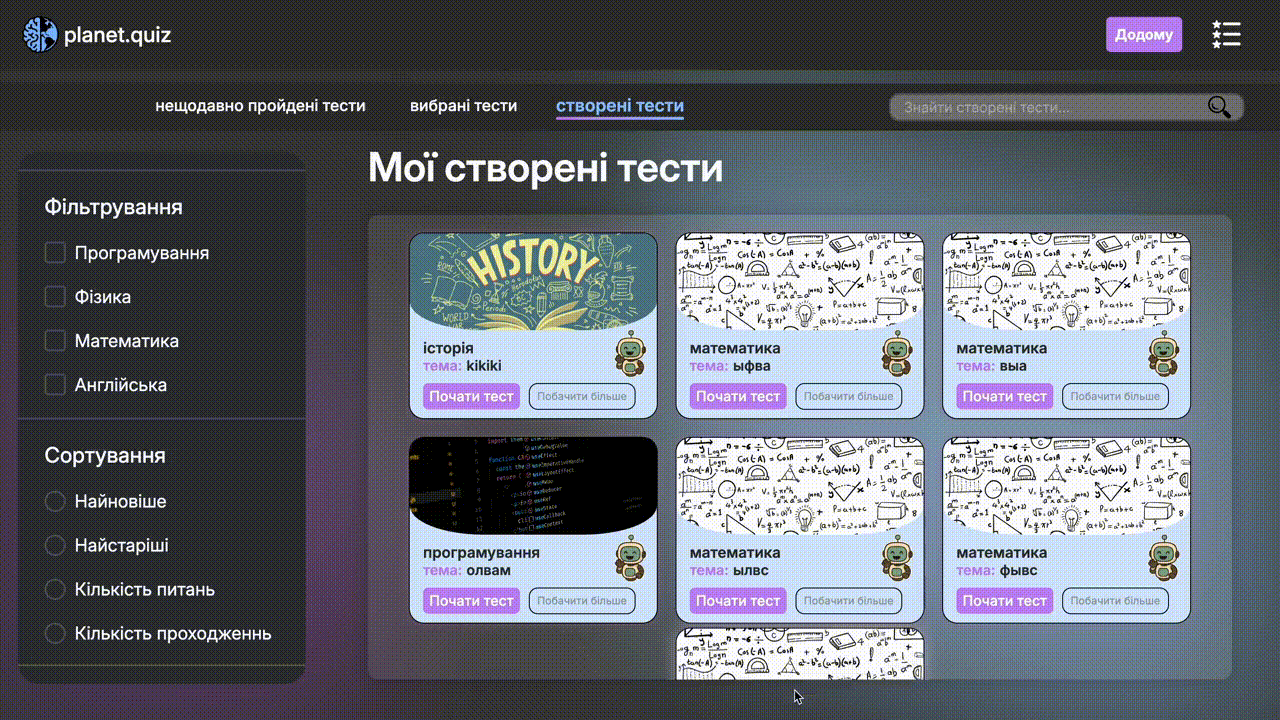 planet.quiz
Додому
нещодавно пройдені тести
вибрані тести
створені тести
Знайти створені тести...
Мої створені тести
Фільтрування
Програмування
Фізика
Математика
Англійська
Сортування
Найновіше
Найстаріші
Кількість питань
Кількість проходженнь
HISTORY
WORLD WAR
історія
тема: kikiki
Почати тест
Побачити більше
математика
тема: ыфва
Почати тест
Побачити більше
математика
тема: выа
Почати тест
Побачити більше
програмування
тема: олвам
Почати тест
Побачити більше
математика
тема: ылвс
Почати тест
Побачити більше
математика
тема: фывс
Почати тест
Побачити більше